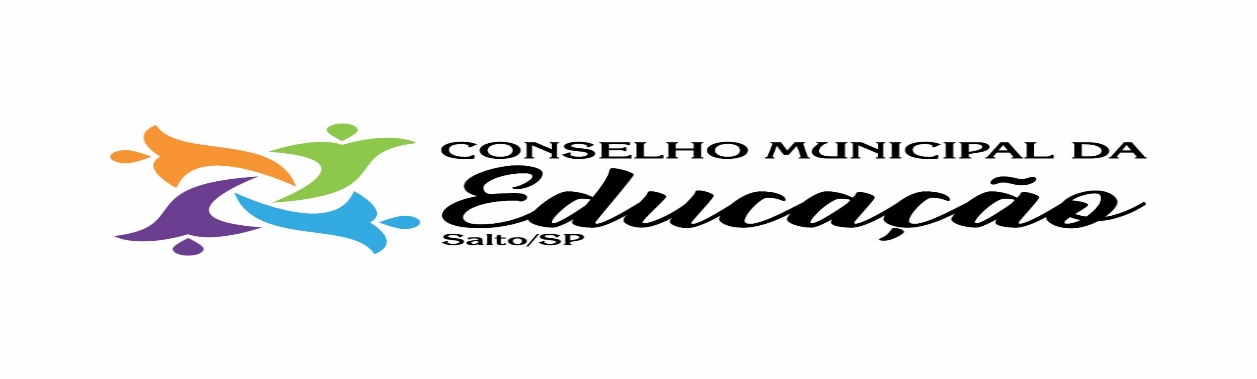 CONSELHO MUNICIPAL DA
Educação
Salto/SP